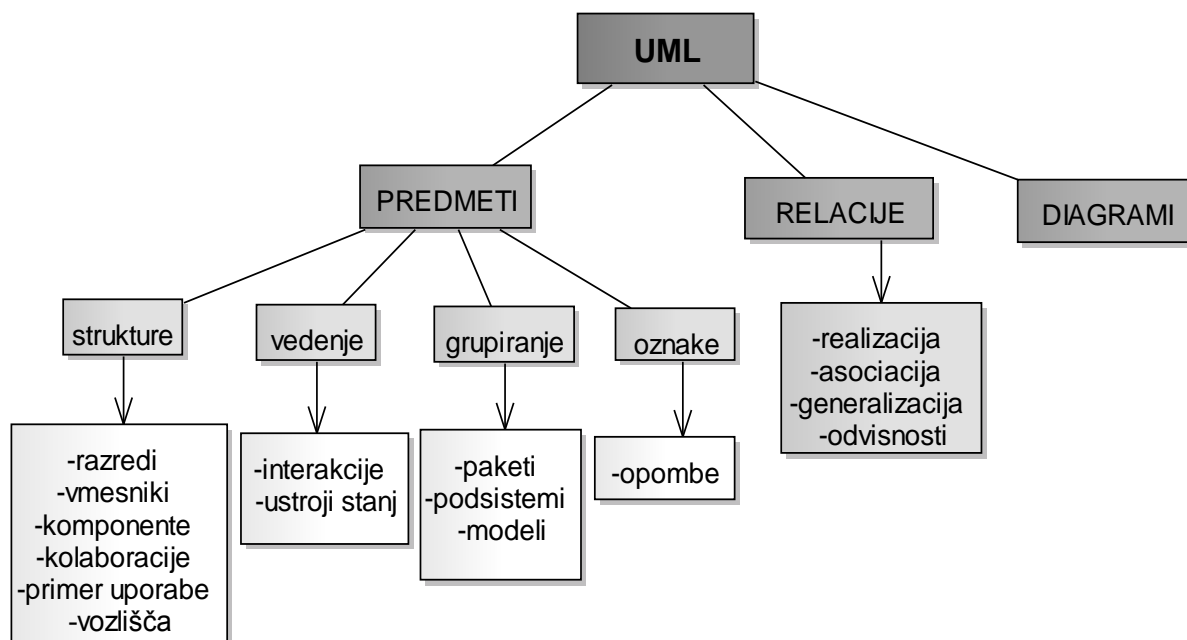 UML
PREDMETI
RELACIJE
DIAGRAMI
strukture
vedenje
grupiranje
oznake
-realizacija
-asociacija
-generalizacija
-odvisnosti
-razredi
-vmesniki
-komponente
-kolaboracije
-primer uporabe
-vozlišča
-interakcije
-ustroji stanj
-paketi
-podsistemi
-modeli
-opombe